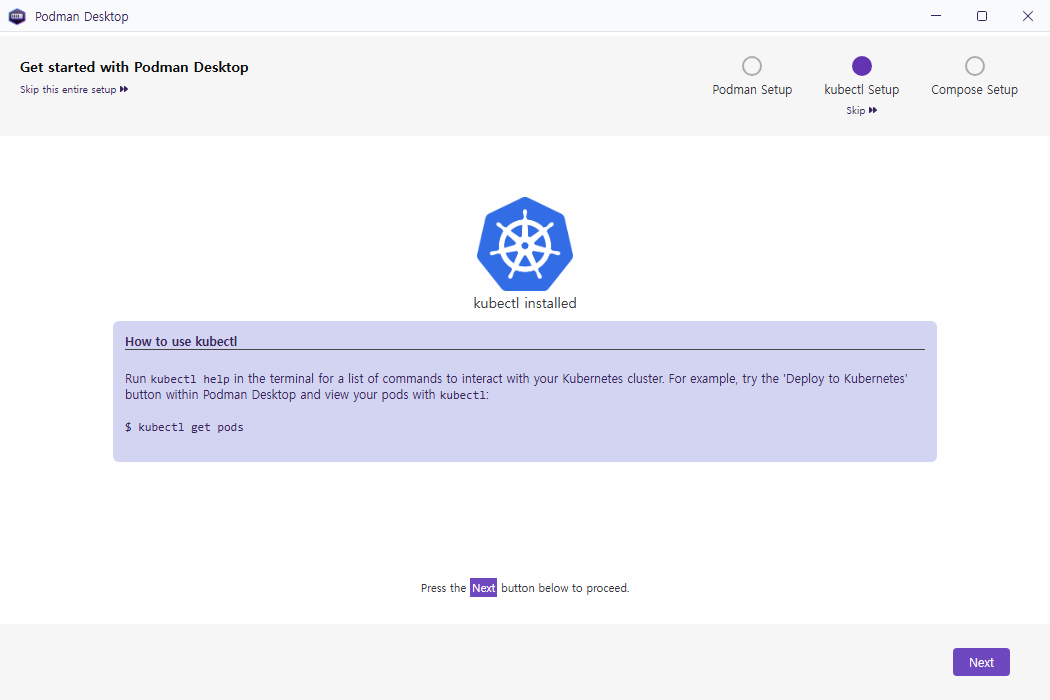 Podman Desktop
Get started with Podman Desktop
Skip this entire setup
Podman Setup
kubectl Setup
Skip
Compose Setup
kubectl installed
How to use kubectl
Run kubectl help in the terminal for a list of commands to interact with your Kubernetes cluster. For example, try the 'Deploy to Kubernetes'
button within Podman Desktop and view your pods with kubectl:
$ kubectl get pods
Press the Next button below to proceed.
Next